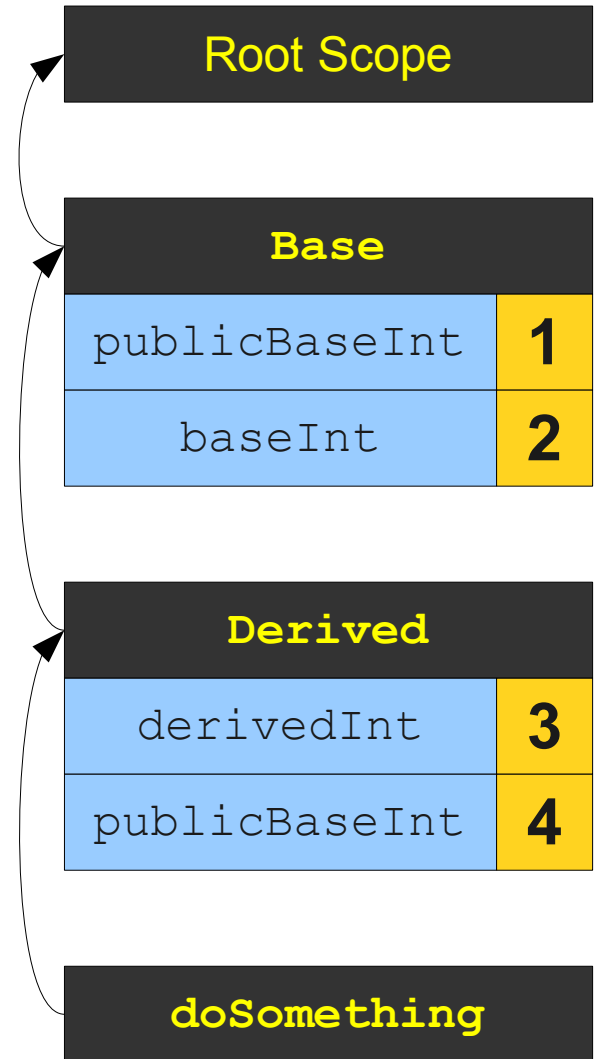 Root Scope
Base
publicBaseInt 1
baseInt 2
Derived
derivedInt 3
publicBaseInt 4
doSomething